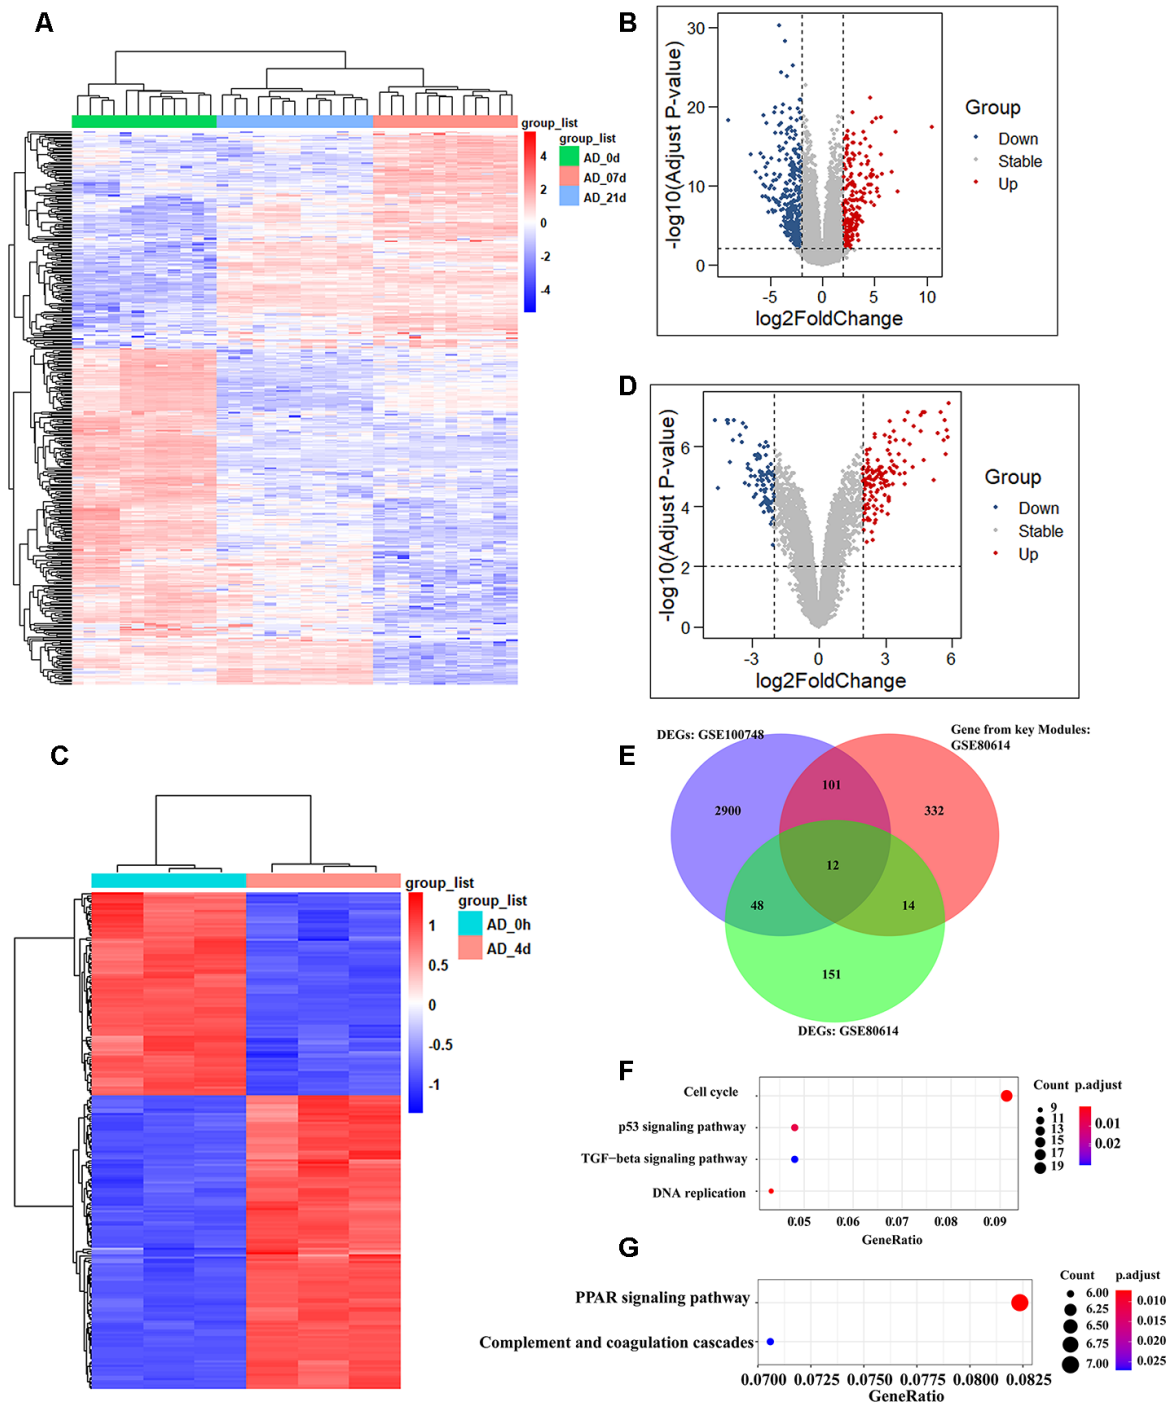 A
group_list
4
2
0
-2
-4
group_list
AD_0d
AD_07d
AD_21d
B
30
20
10
0
-log10(Adjust P-value)
-5
0
5
10
log2FoldChange
Group
Down
Stable
Up
D
6
4
2
0
-log10(Adjust P-value)
-3
0
3
6
log2FoldChange
Group
Down
Stable
Up
C
group_list
1
0.5
0
-0.5
-1
group_list
AD_0h
AD_4d
E
DEGs: GSE100748
Gene from key Modules:
GSE80614
101
2900
332
12
48
14
151
DEGs: GSE80614
F
Cell cycle
p53 signaling pathway
TGF−beta signaling pathway
DNA replication
0.05
0.06
0.07
0.08
0.09
GeneRatio
Count
9
11
13
15
17
19
p.adjust
0.01
0.02
G
PPAR signaling pathway
Complement and coagulation cascades
0.0700
0.0725
0.0750
0.0775
0.0800
0.0825
GeneRatio
Count
6.00
6.25
6.50
6.75
7.00
p.adjust
0.010
0.015
0.020
0.025